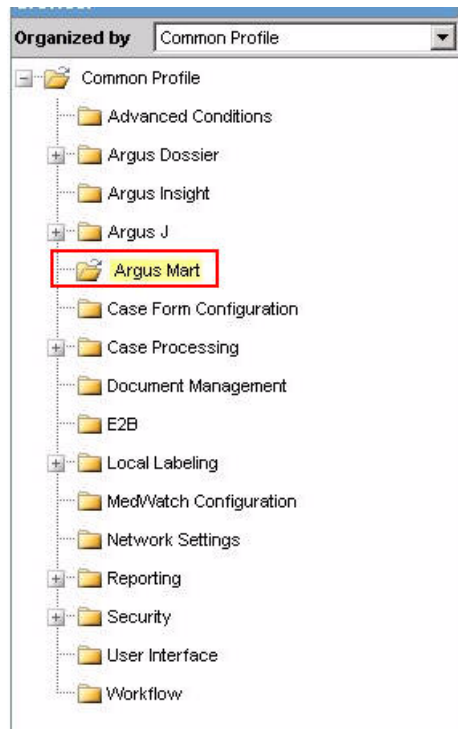 Organized by Common Profile
Common Profile
Advanced Conditions
Argus Dossier
Argus Insight
Argus J
Argus Mart
Case Form Configuration
Case Processing
Document Management
E2B
Local Labeling
MedWatch Configuration
Network Settings
Reporting
Security
User Interface
Workflow